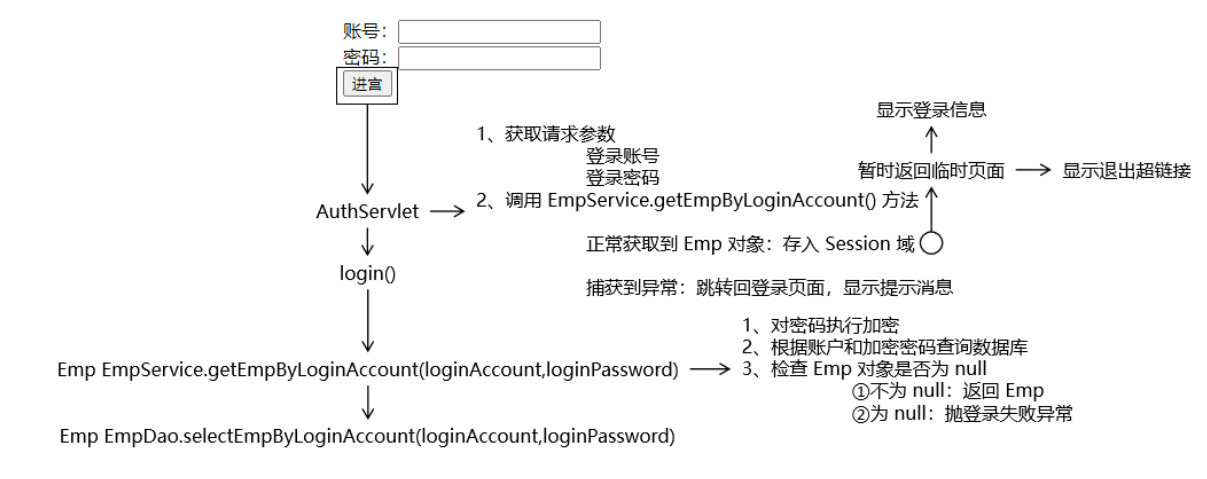 账号：
密码：
进宫
显示登录信息
1、获取请求参数
登录账号
登录密码
暂时返回临时页面
显示退出超链接
AuthServlet
2、调用 EmpService.getEmpByLoginAccount() 方法
正常获取到 Emp 对象：存入 Session 域
login()
捕获到异常：跳转回登录页面，显示提示消息
1、对密码执行加密
2、根据账户和加密密码查询数据库
Emp EmpService.getEmpByLoginAccount(loginAccount,loginPassword)
3、检查 Emp 对象是否为 null
①不为 null：返回 Emp
②为 null：抛登录失败异常
Emp EmpDao.selectEmpByLoginAccount(loginAccount,loginPassword)